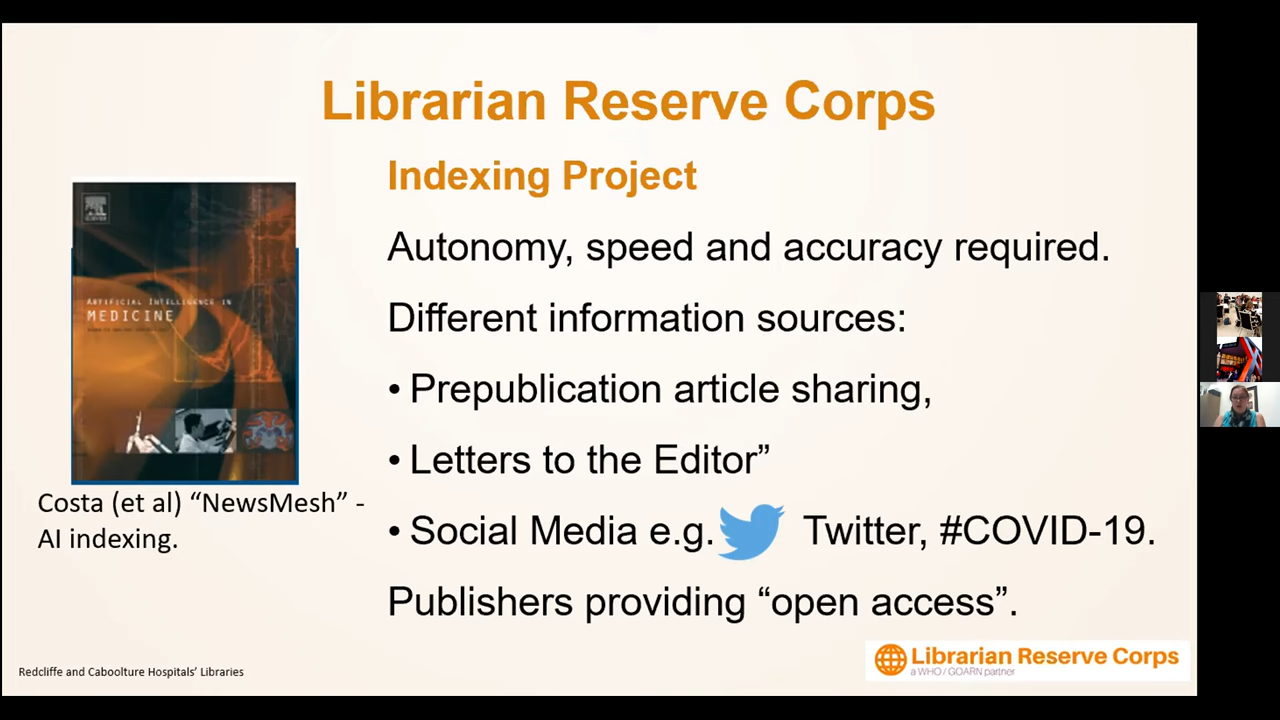 Librarian Reserve Corps
Indexing Project
Autonomy, speed and accuracy required.
Different information sources:
• Prepublication article sharing,
• Letters to the Editor”
• Social Media e.g. Twitter, #COVID-19.
Publishers providing “open access”.
ARTIFICIAL INTELLIGENCE IN
MEDICINE
Costa (et al) “NewsMesh” -
AI indexing.
Redcliffe and Caboolture Hospitals’ Libraries
Librarian Reserve Corps
a WHO / GOARN partner